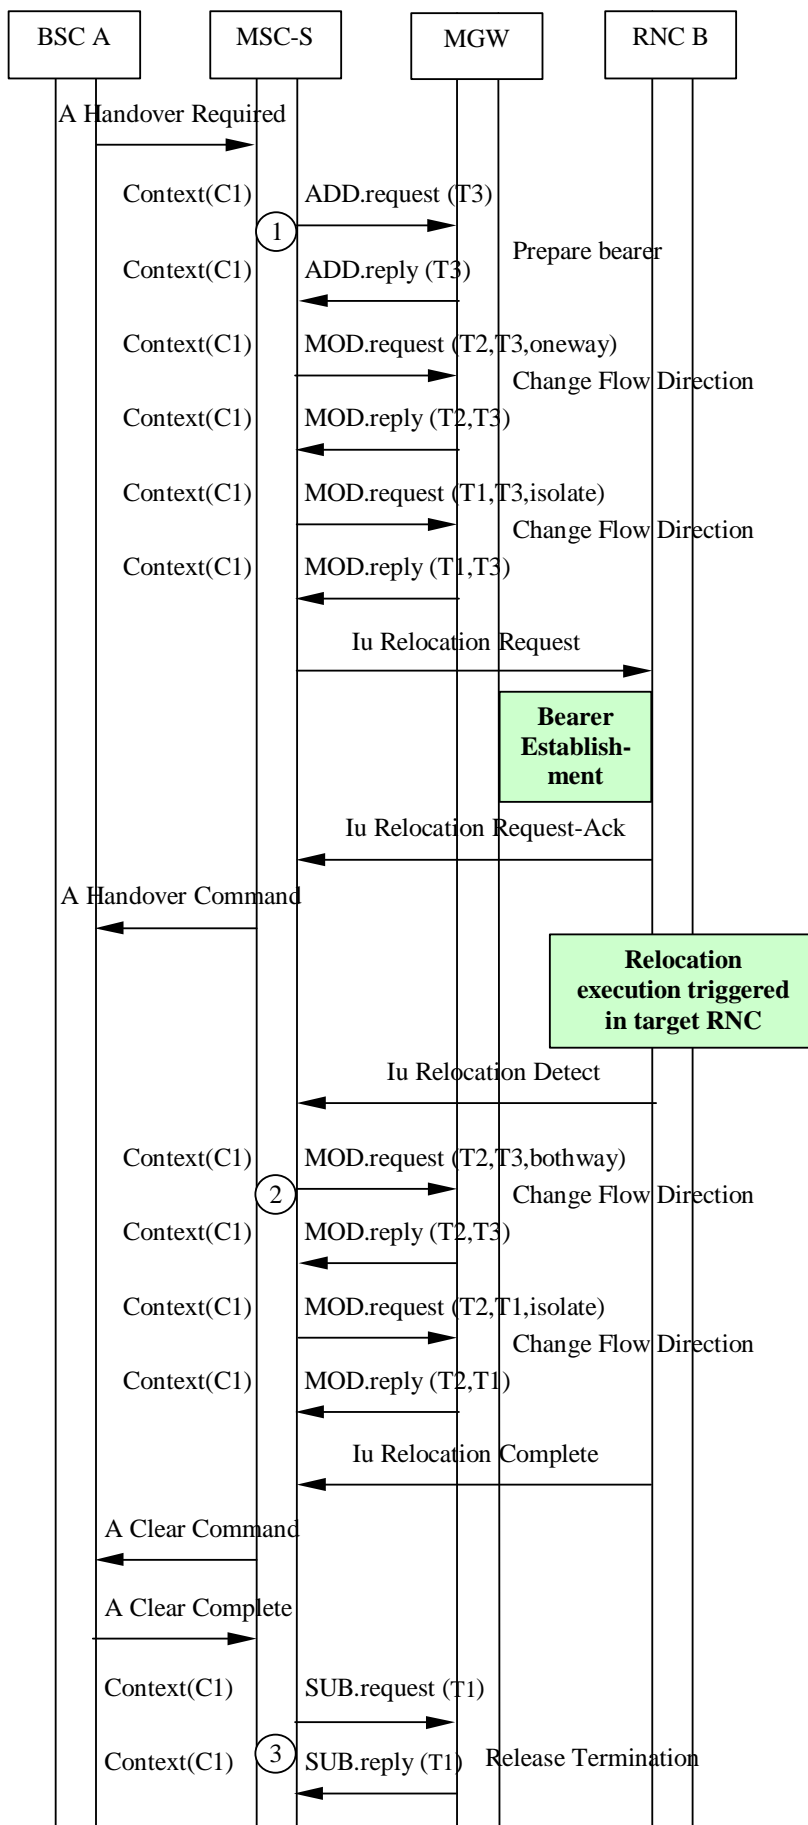 BSC A MSC-S MGW RNC B
A Handover Required
Context(C1) ADD.request (T3)
1
Prepare bearer
Context(C1) ADD.reply (T3)
Context(C1) MOD.request (T2,T3,oneway)
Change Flow Direction
Context(C1) MOD.reply (T2,T3)
Context(C1) MOD.request (T1,T3,isolate)
Change Flow Direction
Context(C1) MOD.reply (T1,T3)
Iu Relocation Request
Bearer
Establish-
ment
Iu Relocation Request-Ack
A Handover Command
Relocation
execution triggered
in target RNC
Iu Relocation Detect
Context(C1) MOD.request (T2,T3,bothway)
2 Change Flow Direction
Context(C1) MOD.reply (T2,T3)
Context(C1) MOD.request (T2,T1,isolate)
Change Flow Direction
Context(C1) MOD.reply (T2,T1)
Iu Relocation Complete
A Clear Command
A Clear Complete
Context(C1) SUB.request (T1)
3
Context(C1) SUB.reply (T1) Release Termination